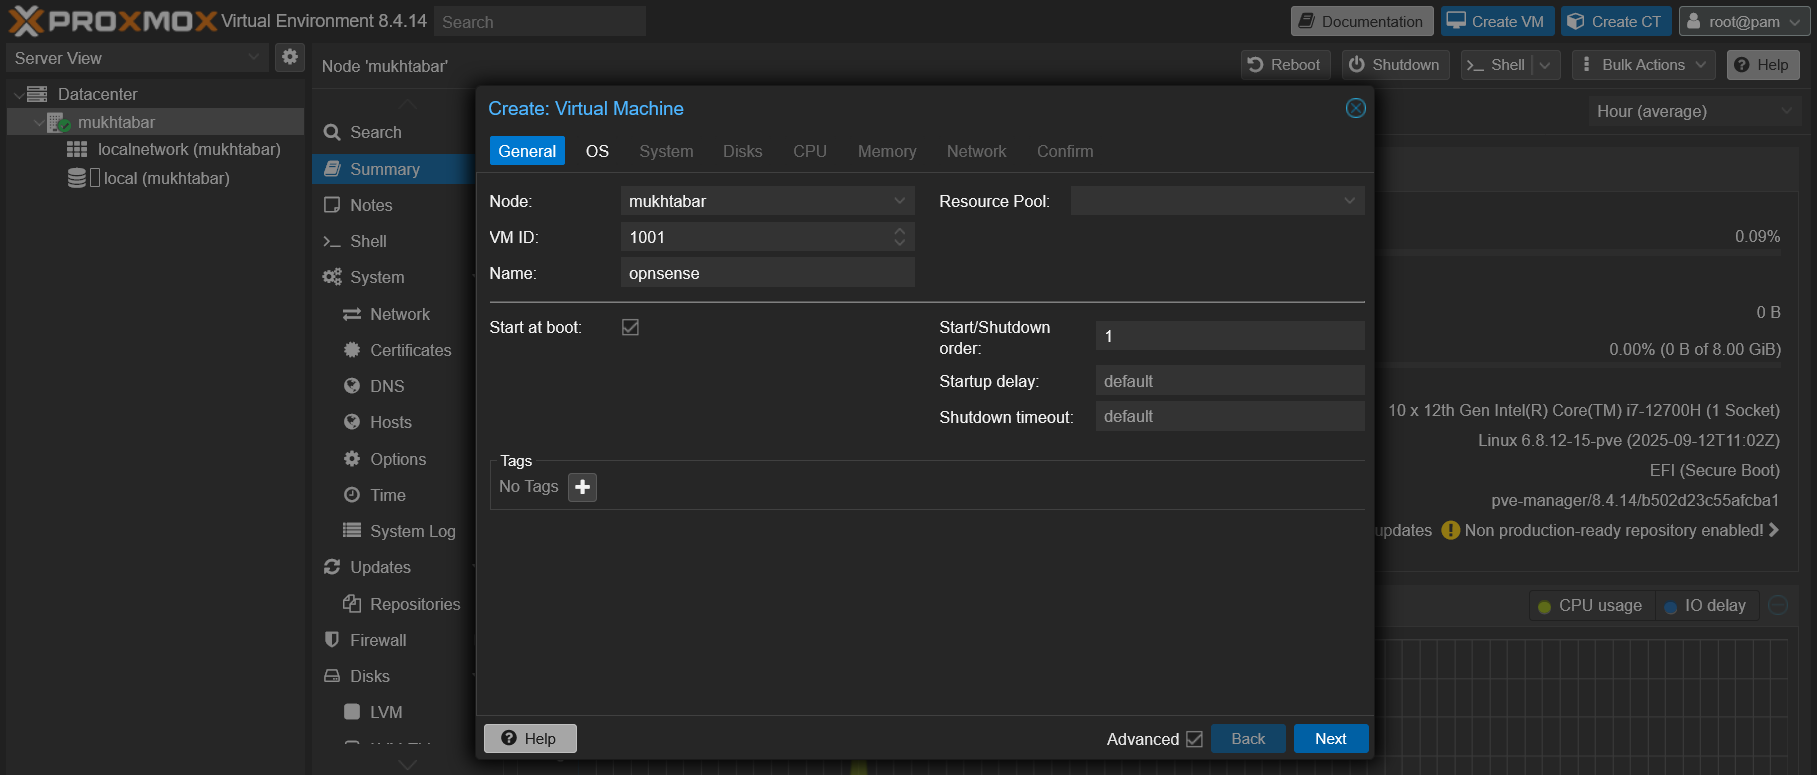 PROXMOX Virtual Environment 8.4.14 Search Documentation Create VM Create CT root@pam
Server View
Node 'mukhtabar' Reboot Shutdown Shell Bulk Actions Help
Datacenter
mukhtabar
localnetwork (mukhtabar)
local (mukhtabar)
Search
Summary
Notes
Shell
System
Network
Certificates
DNS
Hosts
Options
Time
System Log
Updates
Repositories
Firewall
Disks
LVM
Create: Virtual Machine
General OS System Disks CPU Memory Network Confirm
Node: mukhtabar Resource Pool:
VM ID: 1001
Name: opnsense
Start at boot: Start/Shutdown
order: 1
Startup delay: default
Shutdown timeout: default
Tags
No Tags
Help Advanced Back Next
Hour (average)
0.09%
0 B
0.00% (0 B of 8.00 GiB)
10 x 12th Gen Intel(R) Core(TM) i7-12700H (1 Socket)
Linux 6.8.12-15-pve (2025-09-12T11:02Z)
EFI (Secure Boot)
pve-manager/8.4.14/b502d23c55afcba1
updates Non production-ready repository enabled!
CPU usage IO delay